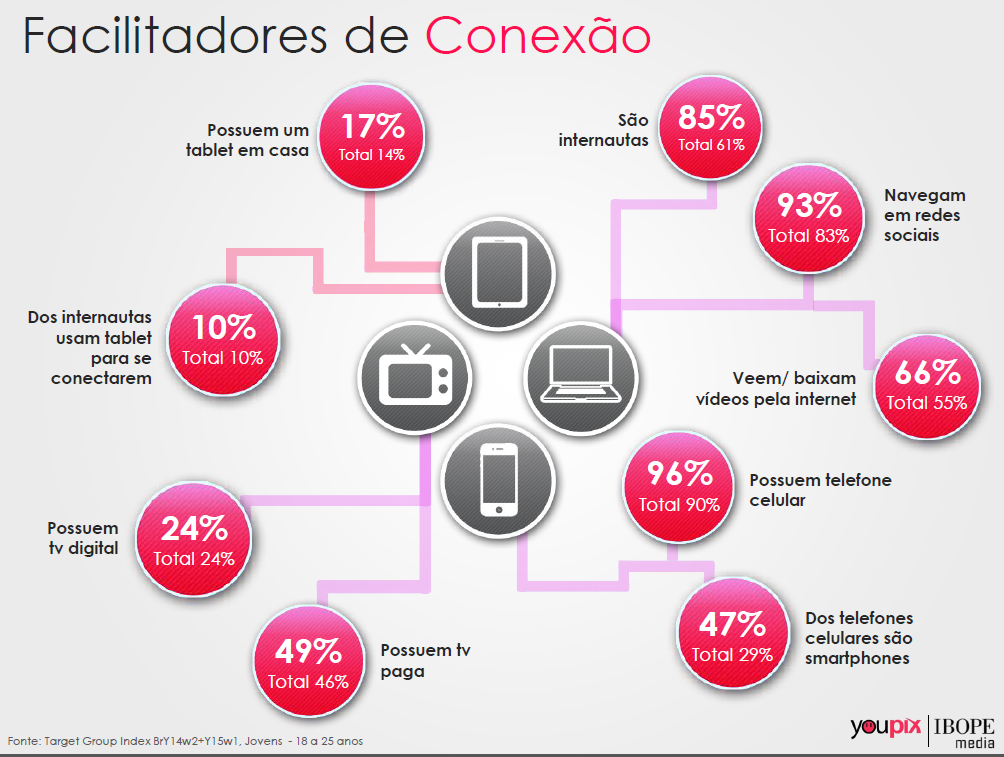 Facilitadores de Conexão
Possuem um
tablet em casa
17%
Total 14%
São
internautas
85%
Total 61%
93%
Total 83%
Navegam
em redes
sociais
Dos internautas
usam tablet
para se
conectarem
10%
Total 10%
Veem/ baixam
vídeos pela internet
66%
Total 55%
96%
Total 90%
Possuem telefone
celular
Possuem
tv digital
24%
Total 24%
47%
Total 29%
Dos telefones
celulares são
smartphones
49%
Total 46%
Possuem tv
paga
Fonte: Target Group Index BrY14w2+Y15w1, Jovens - 18 a 25 anos
youpix
IBOPE
media